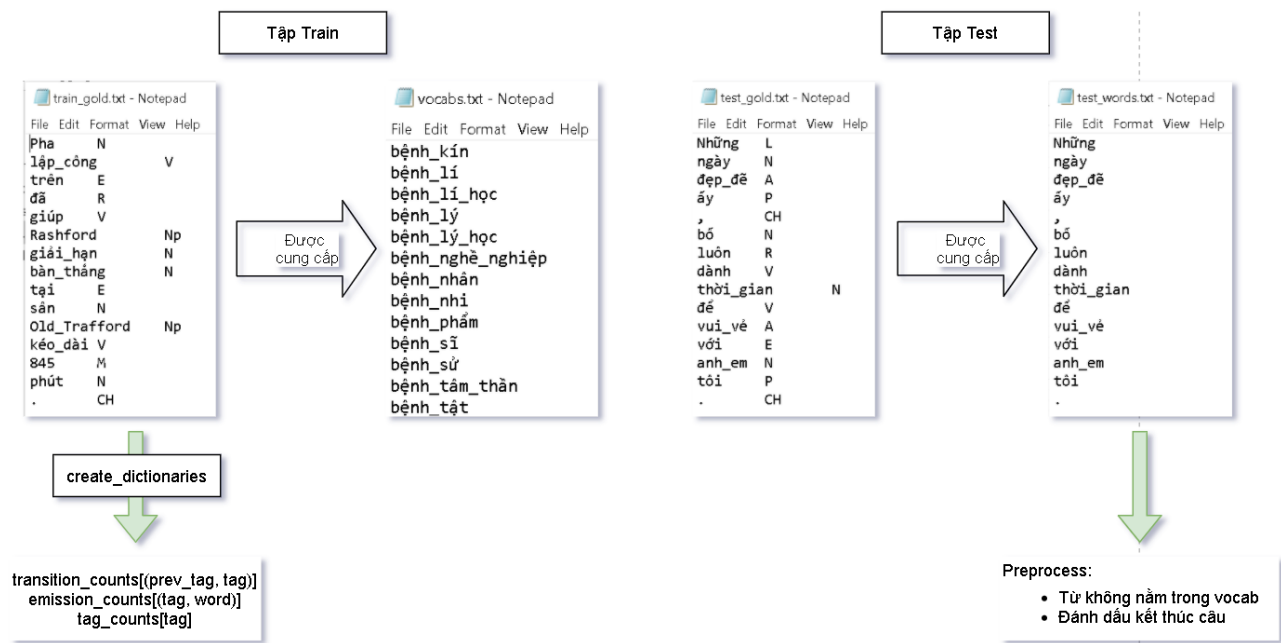 Tập Train
Tập Test
train_gold.txt - Notepad
File Edit Format View Help
Pha N
lập_công V
trên E
đã R
giúp V
Rashford Np
giải_hạn N
bàn_thắng N
tại E
sân N
Old_Trafford Np
kéo_dài V
845 M
phút N
. CH
Được
cung cấp
vocabs.txt - Notepad
File Edit Format View Help
bệnh_kín
bệnh_lí
bệnh_lí_học
bệnh_lý
bệnh_lý_học
bệnh_nghề_nghiệp
bệnh_nhân
bệnh_nhi
bệnh_phẩm
bệnh_sĩ
bệnh_sử
bệnh_tâm_thần
bệnh_tật
test_gold.txt - Notepad
File Edit Format View Help
Những L
ngày N
đẹp_đẽ A
ấy P
, CH
bố N
luôn R
dành V
thời_gian N
để V
vui_vẻ A
với E
anh_em N
tôi P
. CH
Được
cung cấp
test_words.txt - Notepad
File Edit Format View Help
Những
ngày
đẹp_đẽ
ấy
,
bố
luôn
dành
thời_gian
để
vui_vẻ
với
anh_em
tôi
.
create_dictionaries
transition_counts[(prev_tag, tag)]
emission_counts[(tag, word)]
tag_counts[tag]
Preprocess:
• Từ không nằm trong vocab
• Đánh dấu kết thúc câu